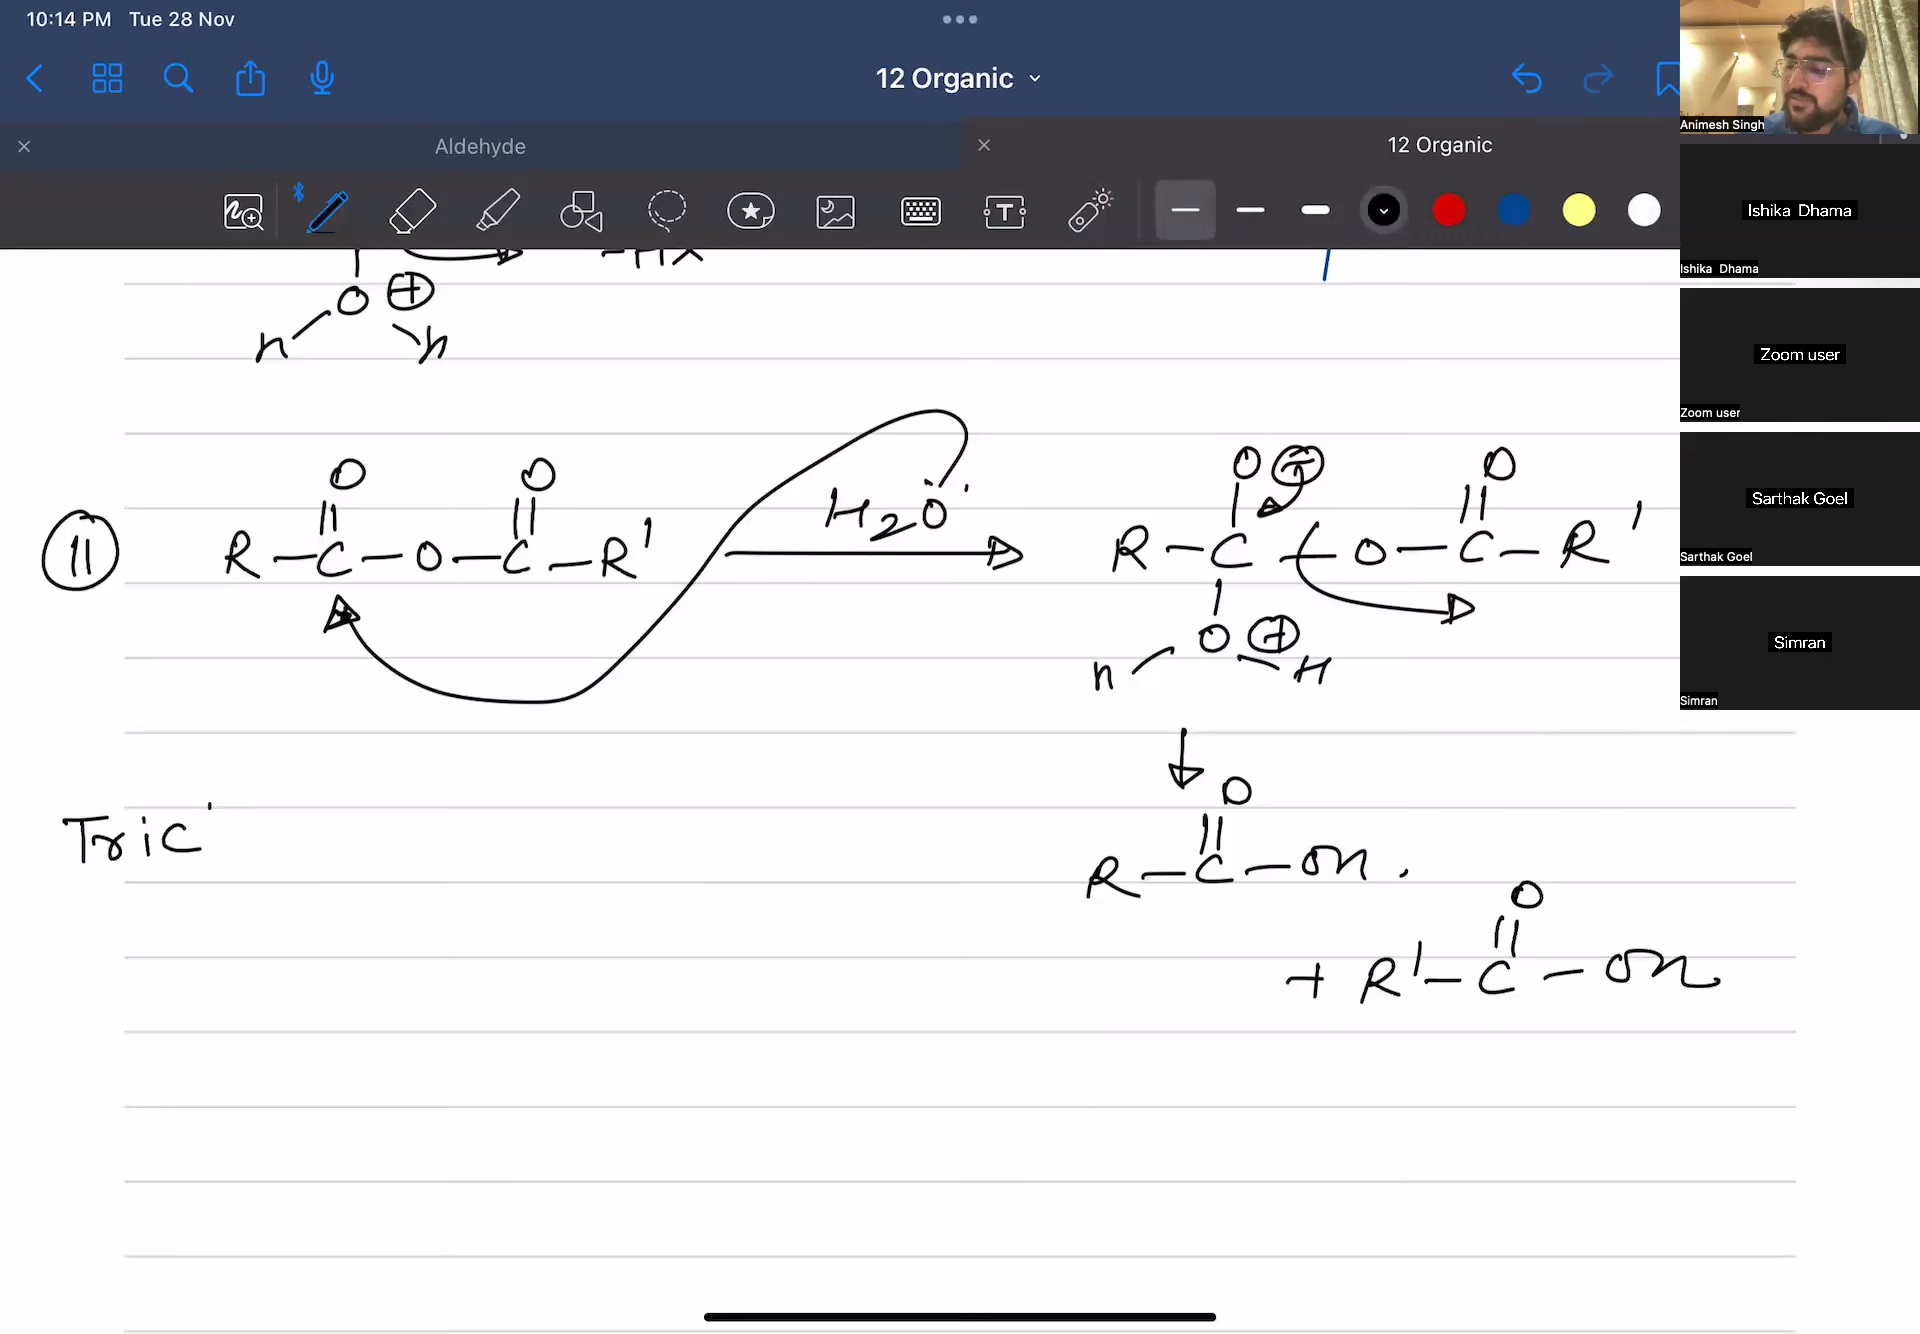 10:14 PM Tue 28 Nov
12 Organic
Aldehyde
12 Organic
T
Animesh Singh
Ishika Dhama
Ishika Dhama
Zoom user
Zoom user
Sarthak Goel
Sarthak Goel
Simran
Simran
-HX
O ⊕
H H
O O
11 R-C-O-C-R'
H2O
O ⊖ O
R-C-O-C-R'
O ⊕
H H
O
R-C-OH.
O
+ R'-C-OH
Tric'